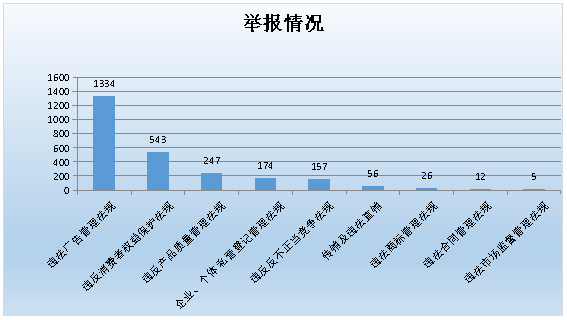 举报情况
1600
1400
1200
1000
800
600
400
200
0
1334
543
247
174
157
56
26
12
5
违法广告管理法规
违反消费者权益保护法规
违反产品质量管理法规
企业、个体私营登记管理法规
违反反不正当竞争法规
传销及违法直销
违法商标管理法规
违法合同管理法规
违法市场监督管理法规